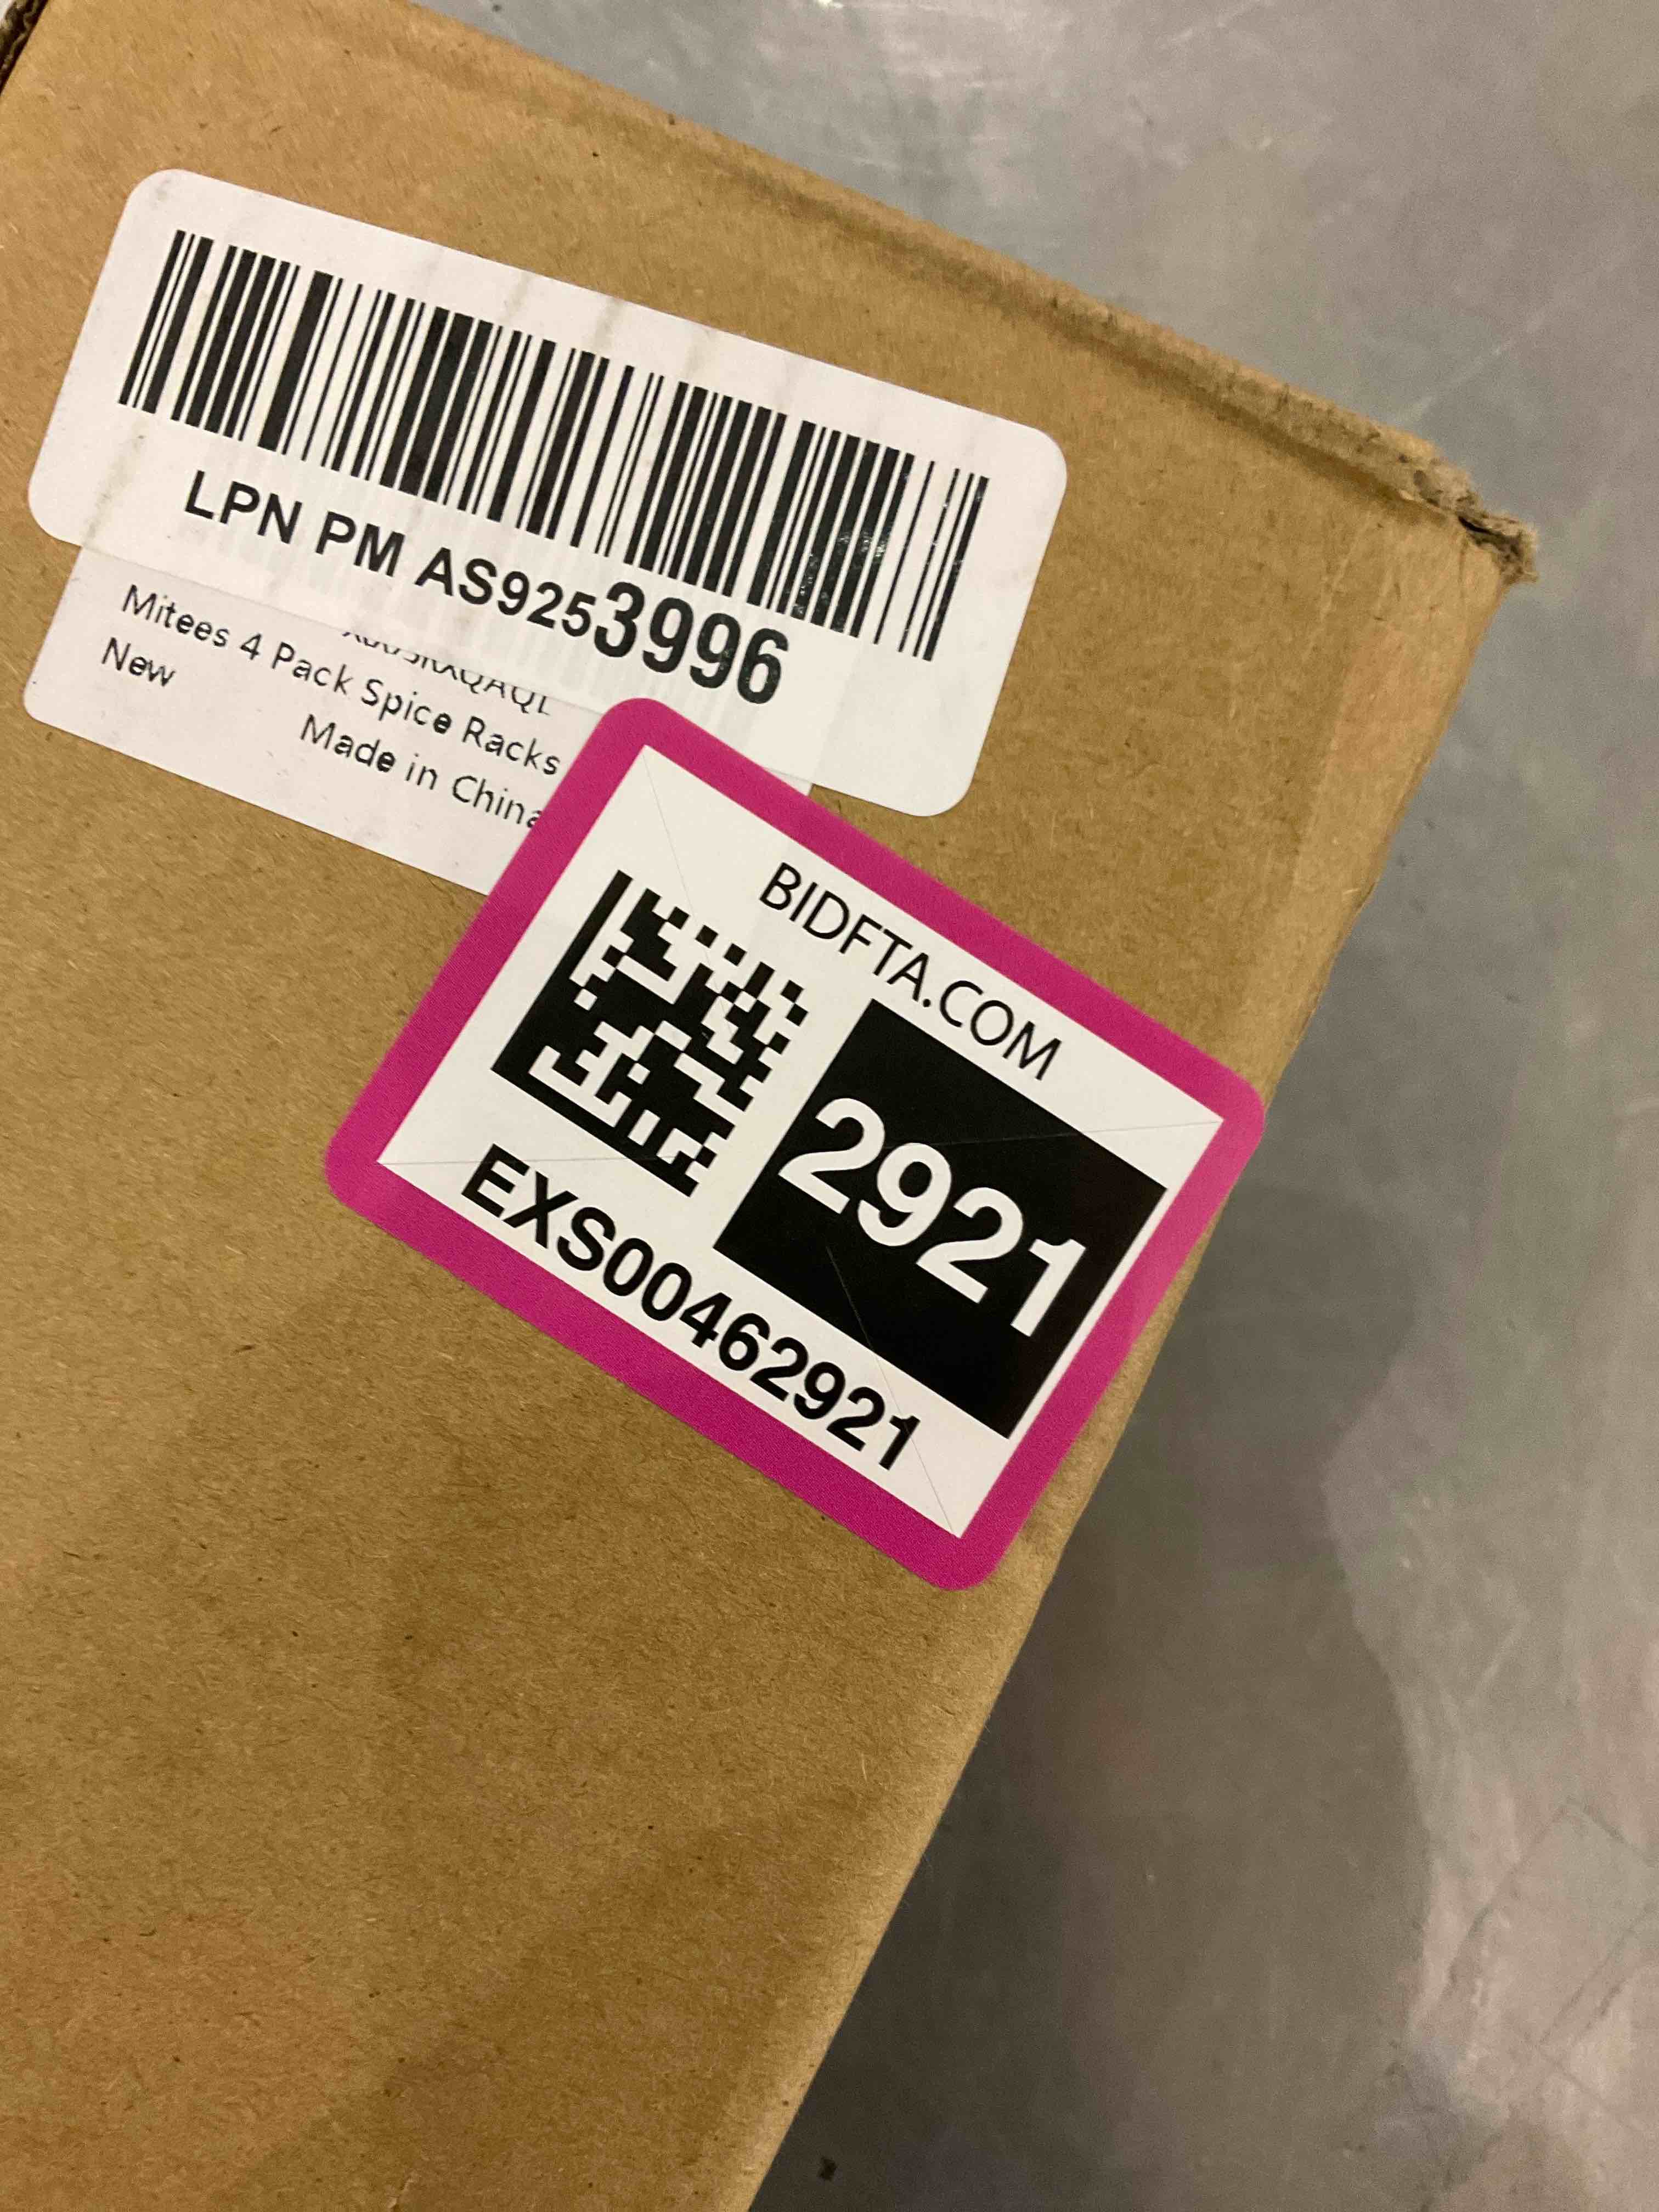 LPN PM AS9253996
Mitees 4 Pack Spice Racks
New
Made in China
BIDFTA.COM
2921
EXS00462921